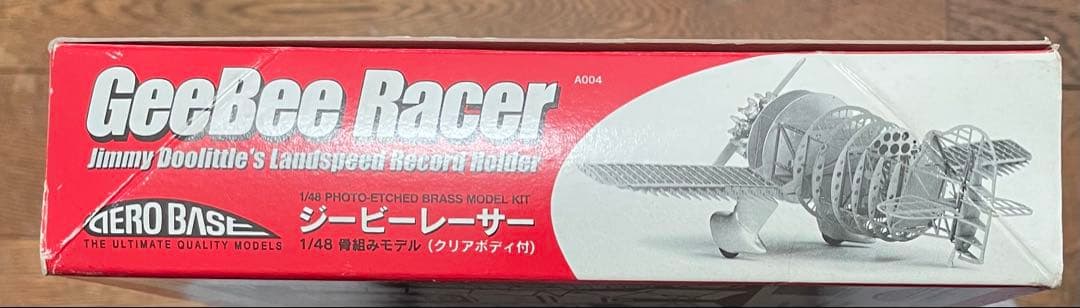 GeeBee Racer
A004
Jimmy Doolittle's Landspeed Record Holder
1/48 PHOTO-ETCHED BRASS MODEL KIT
ジービーレーサー
1/48 骨組みモデル（クリアボディ付）
AERO BASE
THE ULTIMATE QUALITY MODELS